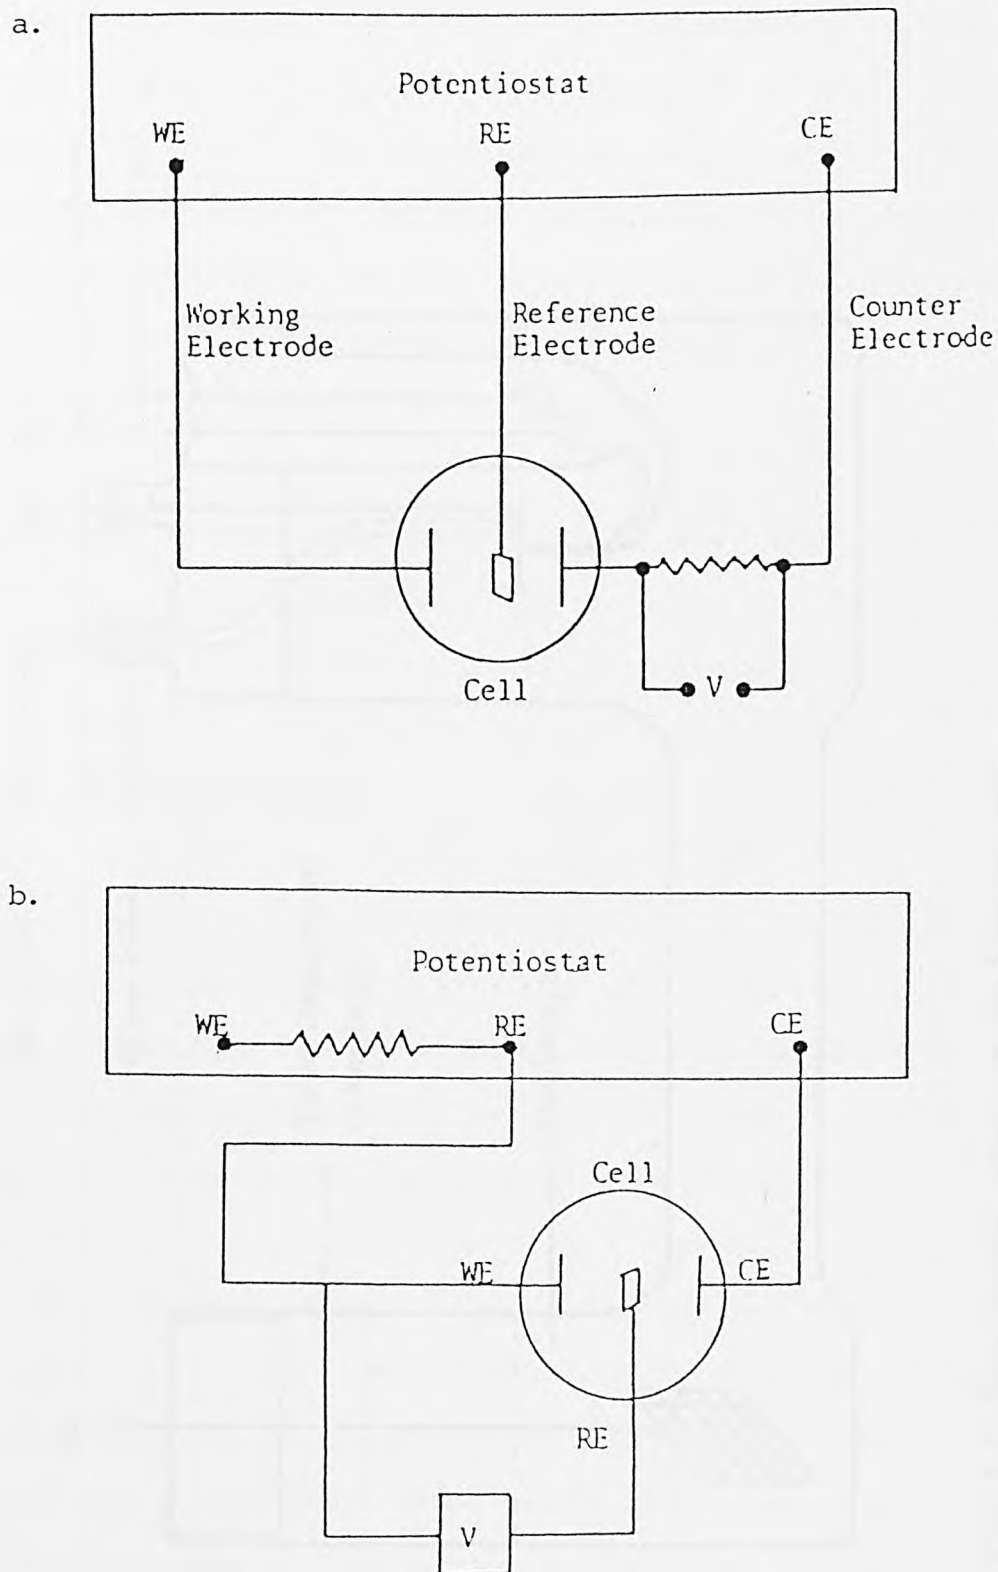 a.
Potentiostat
WE RE CE
Working
Electrode
Reference
Electrode
Counter
Electrode
Cell
V
b.
Potentiostat
WE RE CE
Cell
WE CE
RE
V